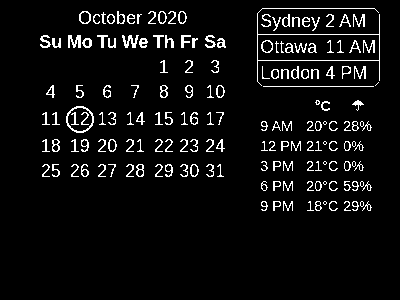 October 2020
Su Mo Tu We Th Fr Sa
1 2 3
4 5 6 7 8 9 10
11 12 13 14 15 16 17
18 19 20 21 22 23 24
25 26 27 28 29 30 31
Sydney 2 AM
Ottawa 11 AM
London 4 PM
°C ☂
9 AM 20°C 28%
12 PM 21°C 0%
3 PM 21°C 0%
6 PM 20°C 59%
9 PM 18°C 29%